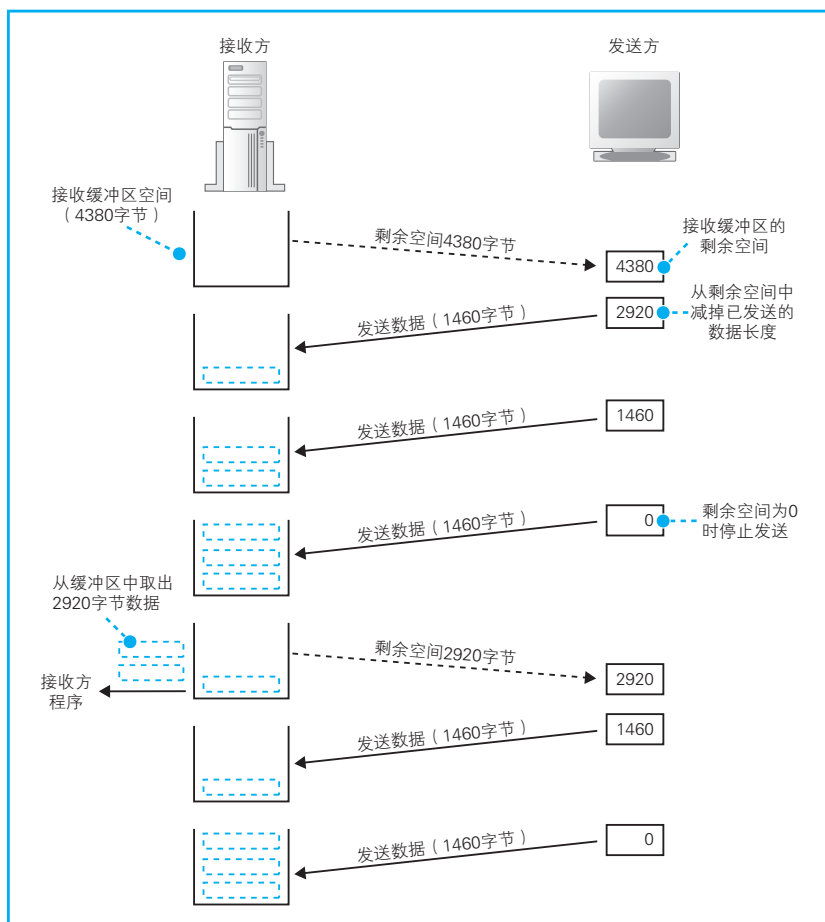 接收方
发送方
接收缓冲区空间
（4380字节）
剩余空间4380字节
接收缓冲区的
剩余空间
4380
从剩余空间中
减掉已发送的
数据长度
2920
发送数据（1460字节）
1460
发送数据（1460字节）
0
剩余空间为0
时停止发送
发送数据（1460字节）
从缓冲区中取出
2920字节数据
剩余空间2920字节
2920
接收方
程序
1460
发送数据（1460字节）
0
发送数据（1460字节）